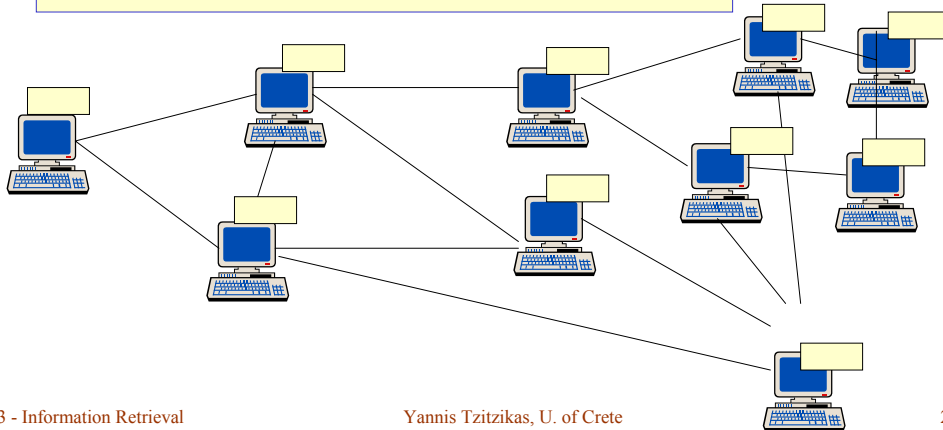 3 - Information Retrieval Yannis Tzitzikas, U. of Crete 2